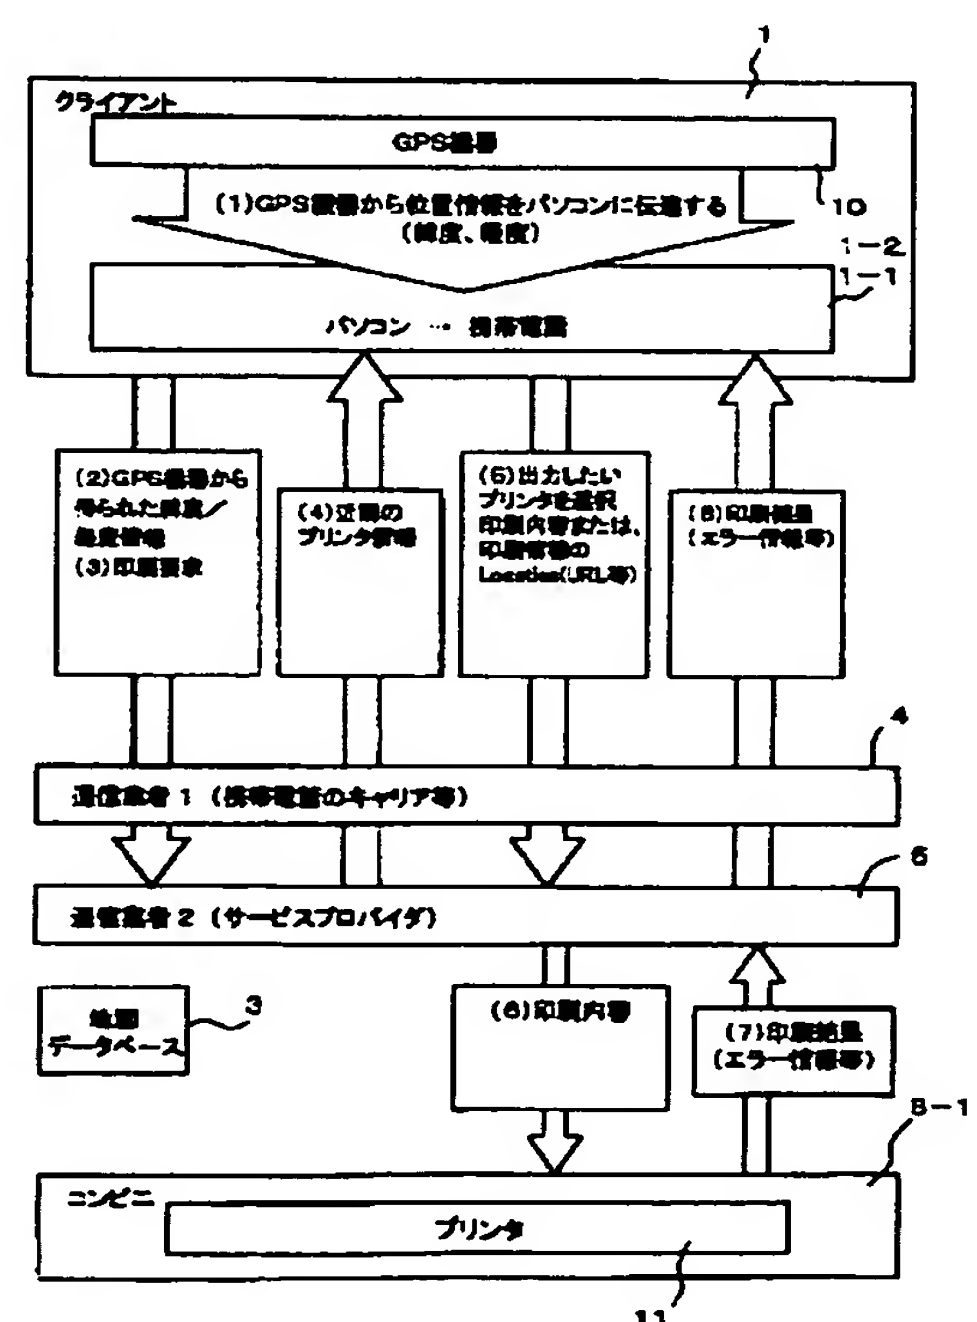 1
クライアント
GPS機器
10
(1)GPS機器から位置情報をパソコンに伝達する
(緯度、経度)
1-2
1-1
パソコン … 携帯電話
(2)GPS機器から
得られた緯度/
経度情報
(3)印刷要求
(4)近隣の
プリンタ情報
(5)出力したい
プリンタを選択
印刷内容または、
印刷情報の
Location(URL等)
(8)印刷結果
(エラー情報等)
4
通信業者1(携帯電話のキャリア等)
通信業者2(サービスプロバイダ)
地図
データベース
3
(6)印刷内容
(7)印刷結果
(エラー情報等)
コンビニ
プリンタ
11